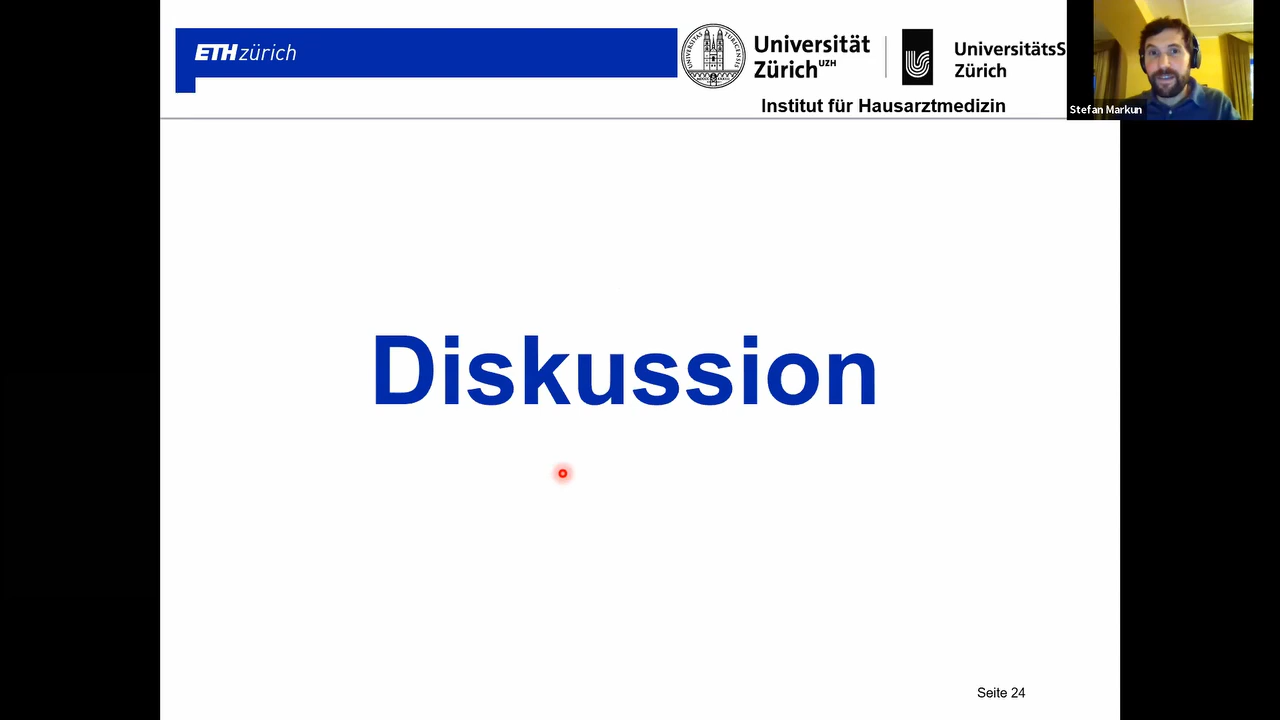 ETH zürich
Universität
Zürich UZH
UniversitätsS
Zürich
Institut für Hausarztmedizin
Stefan Markun
Diskussion
Seite 24